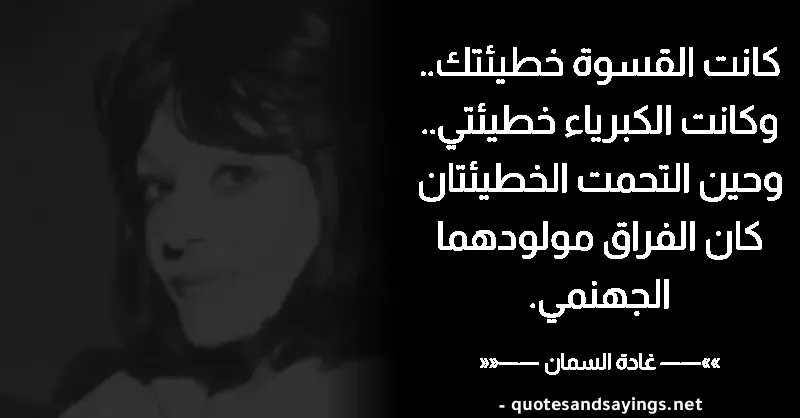 كانت القسوة خطيئتك..
وكانت الكبرياء خطيئتي..
وحين التحمت الخطيئتان
كان الفراق مولودهما
الجهنمي.
»»—— غادة السمان ——««
- quotesandsayings.net